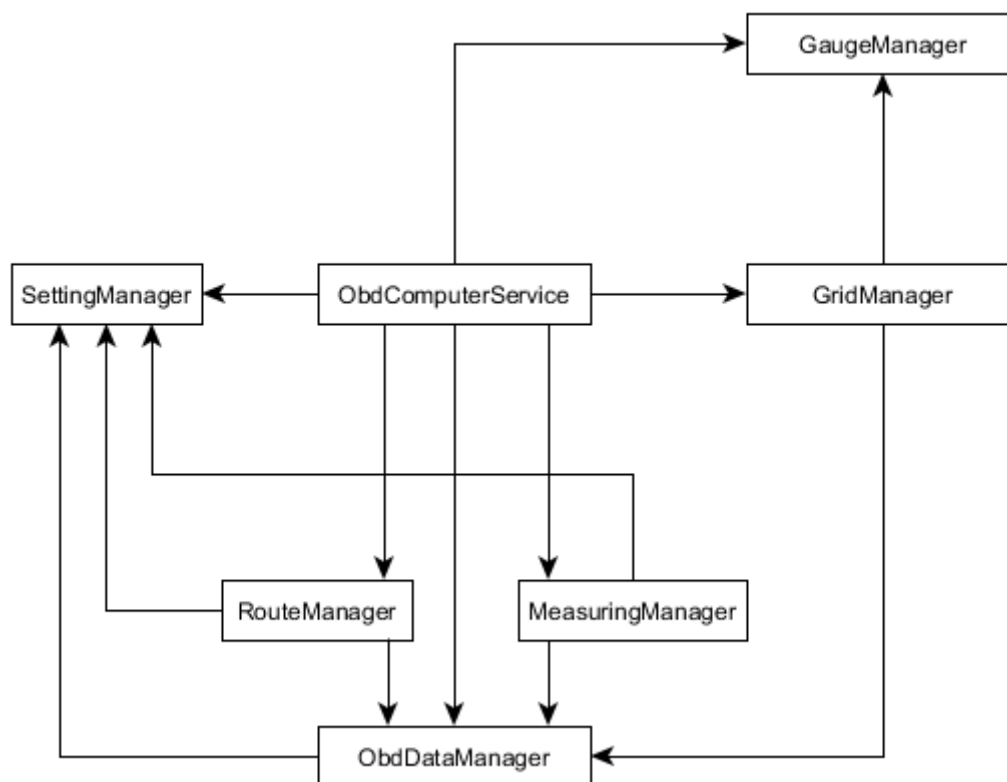 GaugeManager
SettingManager
ObdComputerService
GridManager
RouteManager
MeasuringManager
ObdDataManager